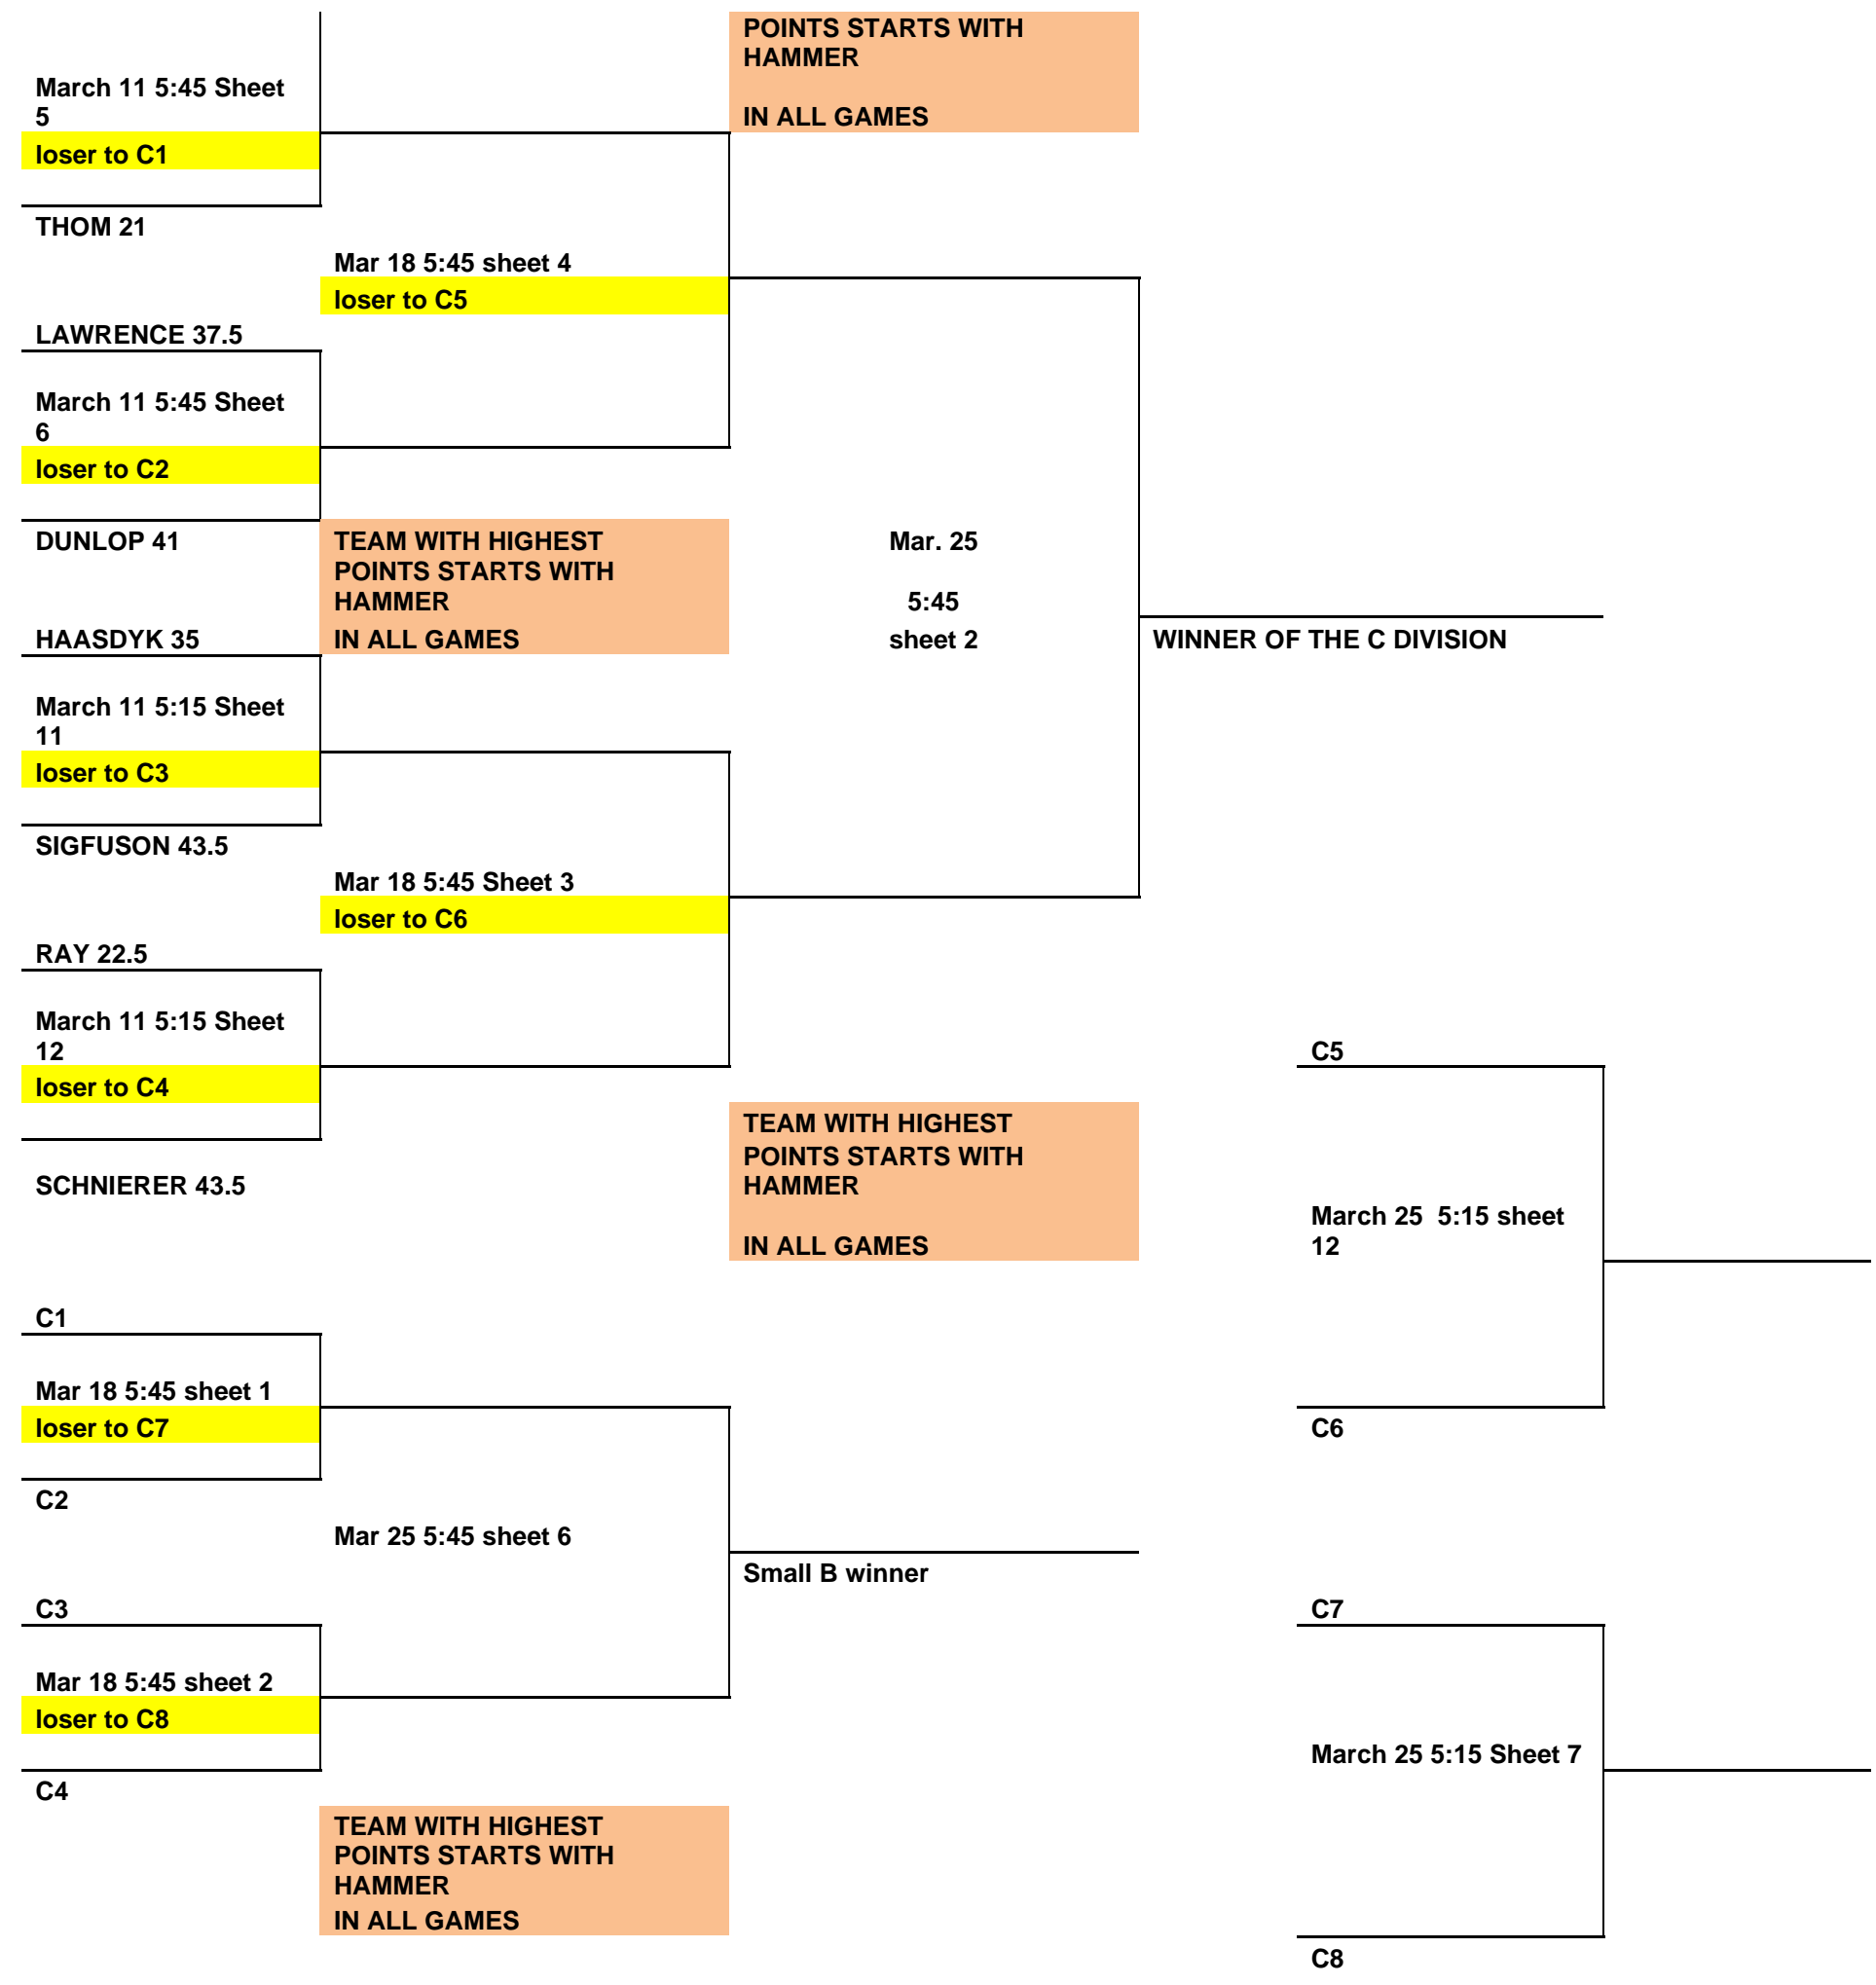 POINTS STARTS WITH
HAMMER
IN ALL GAMES
March 11 5:45 Sheet
5
loser to C1
THOM 21
Mar 18 5:45 sheet 4
loser to C5
LAWRENCE 37.5
March 11 5:45 Sheet
6
loser to C2
DUNLOP 41
TEAM WITH HIGHEST
POINTS STARTS WITH
HAMMER
IN ALL GAMES
Mar. 25
5:45
sheet 2
HAASDYK 35
WINNER OF THE C DIVISION
March 11 5:15 Sheet
11
loser to C3
SIGFUSON 43.5
Mar 18 5:45 Sheet 3
loser to C6
RAY 22.5
March 11 5:15 Sheet
12
loser to C4
SCHNIERER 43.5
TEAM WITH HIGHEST
POINTS STARTS WITH
HAMMER
IN ALL GAMES
C5
March 25  5:15 sheet
12
C6
C1
Mar 18 5:45 sheet 1
loser to C7
C2
Mar 25 5:45 sheet 6
Small B winner
C3
Mar 18 5:45 sheet 2
loser to C8
C4
TEAM WITH HIGHEST
POINTS STARTS WITH
HAMMER
IN ALL GAMES
C7
March 25 5:15 Sheet 7
C8